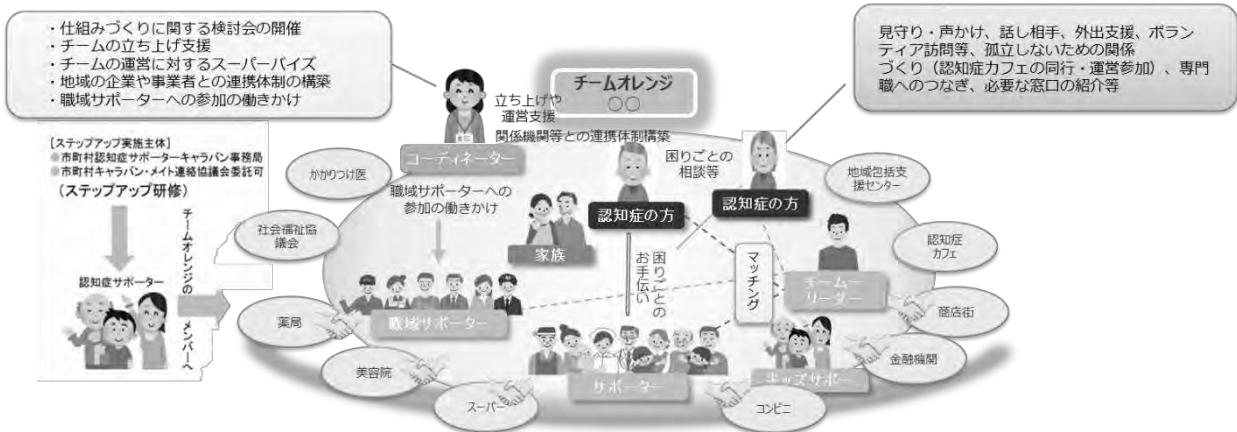 ・仕組みづくりに関する検討会の開催
・チームの立ち上げ支援
・チームの運営に対するスーパーバイズ
・地域の企業や事業者との連携体制の構築
・職域サポーターへの参加の働きかけ
見守り・声かけ、話し相手、外出支援、ボラン
ティア訪問等、孤立しないための関係
づくり（認知症カフェの同行・運営参加）、専門
職へのつなぎ、必要な窓口の紹介等
チームオレンジ
○○
立ち上げや
運営支援
関係機関等との連携体制構築
コーディネーター
職域サポーターへの
参加の働きかけ
困りごとの
相談等
認知症の方
認知症の方
家族
【ステップアップ実施主体】
●市町村認知症サポーターキャラバン事務局
●市町村キャラバン・メイト連絡協議会委託可
（ステップアップ研修）
認知症サポーター
チームオレンジの
メンバーへ
かかりつけ医
社会福祉協
議会
薬局
美容院
スーパー
コンビニ
金融機関
商店街
認知症
カフェ
地域包括支
援センター
職域サポーター
困りごとの
お手伝い
マッチング
チームー
リーダー
サポーター
キッズサポー